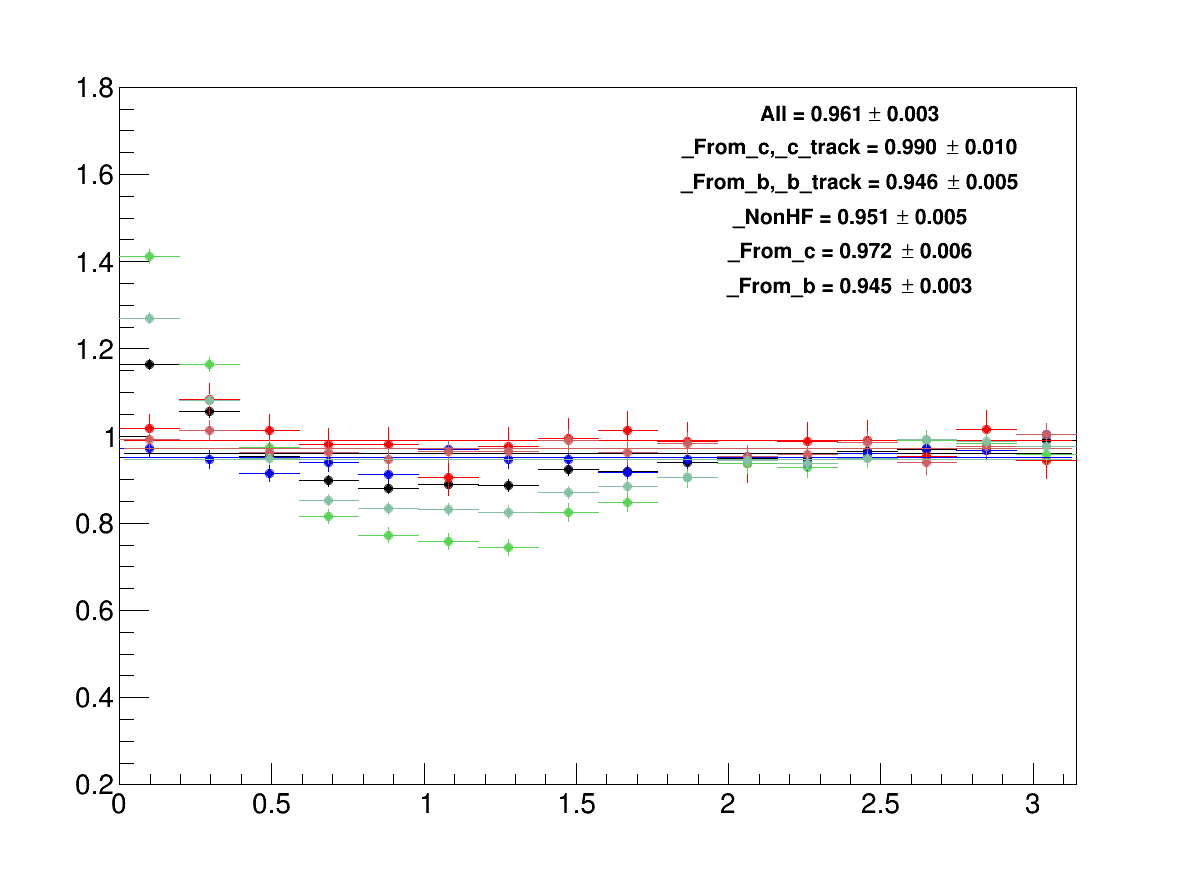 1.8
All = 0.961 ± 0.003
_From_c,_c_track = 0.990 ± 0.010
1.6
_From_b,_b_track = 0.946 ± 0.005
_NonHF = 0.951 ± 0.005
1.4
_From_c = 0.972 ± 0.006
_From_b = 0.945 ± 0.003
1.2
1
0.8
0.6
0.4
0.2
0 0.5 1 1.5 2 2.5 3